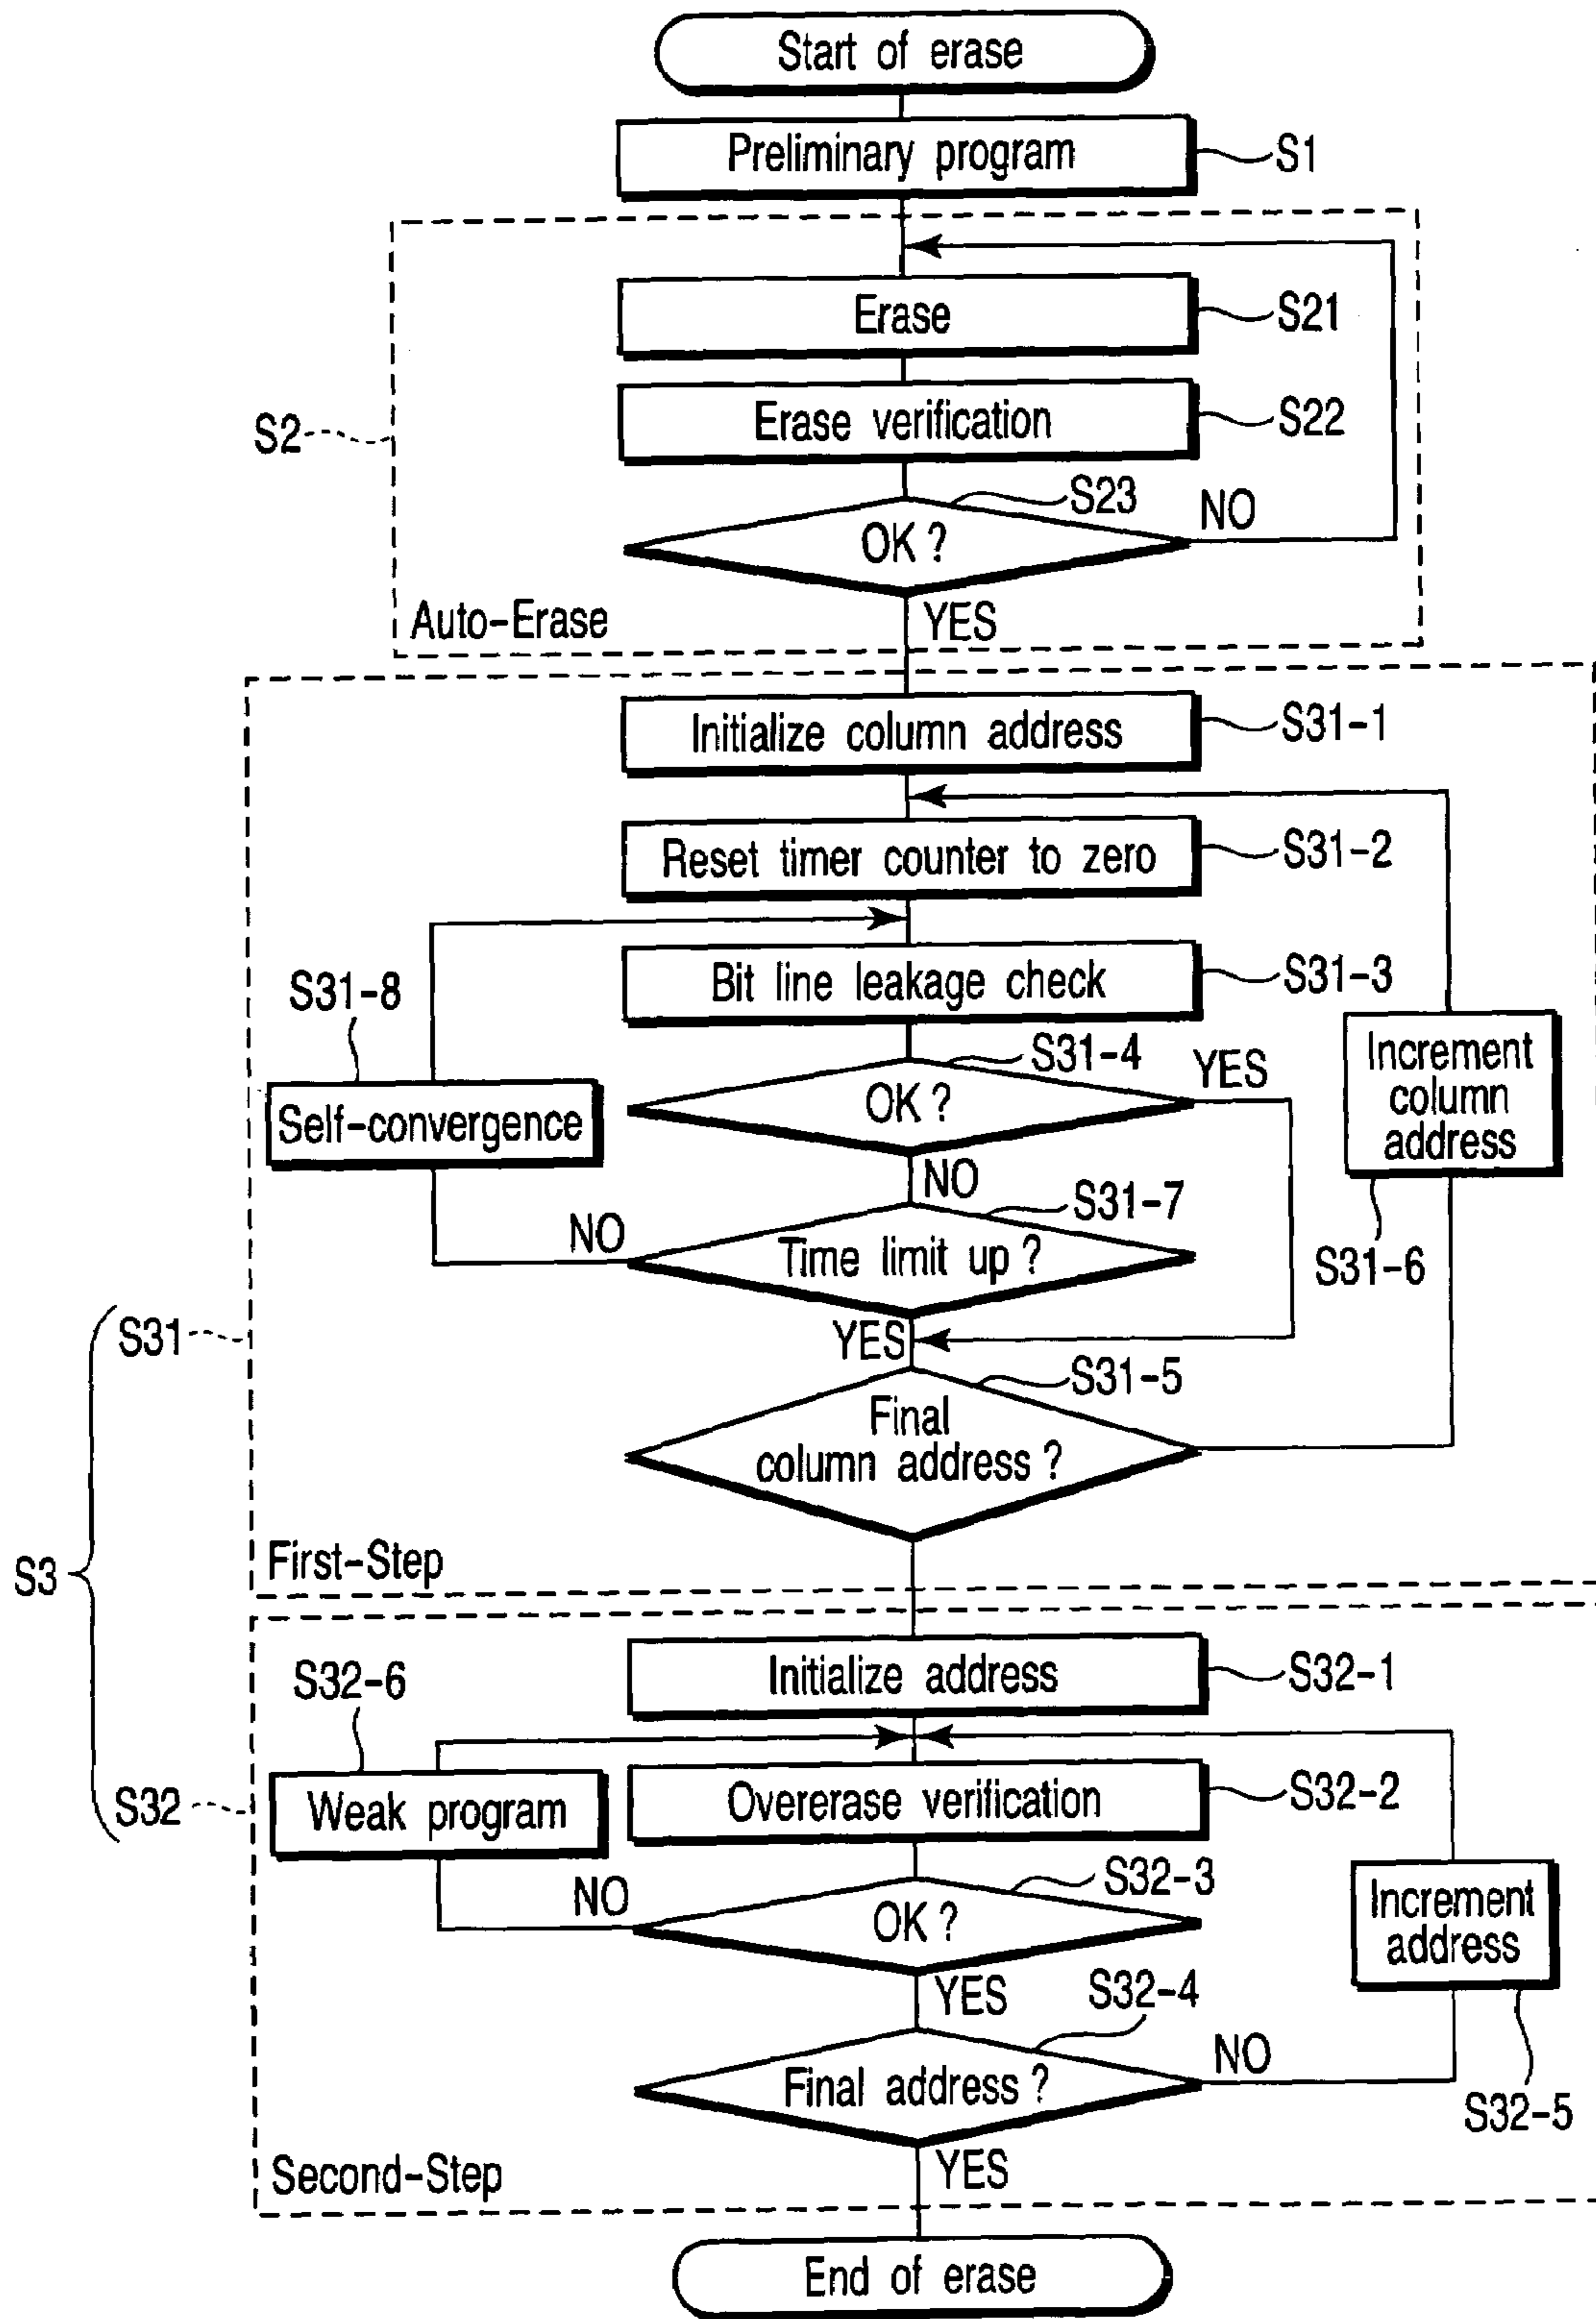 Start of erase
Preliminary program
S1
Erase
S21
Erase verification
S22
S2
S23
OK ?
NO
Auto-Erase
YES
Initialize column address
S31-1
Reset timer counter to zero
S31-2
Bit line leakage check
S31-3
S31-8
S31-4
YES
Increment
column
address
OK ?
Self-convergence
NO
S31-7
NO
Time limit up ?
S31-6
S31
YES
S31-5
Final
column address ?
First-Step
S3
Initialize address
S32-1
S32-6
Overerase verification
S32-2
S32
Weak program
S32-3
NO
OK ?
Increment
address
YES
S32-4
NO
Final address ?
S32-5
Second-Step
YES
End of erase